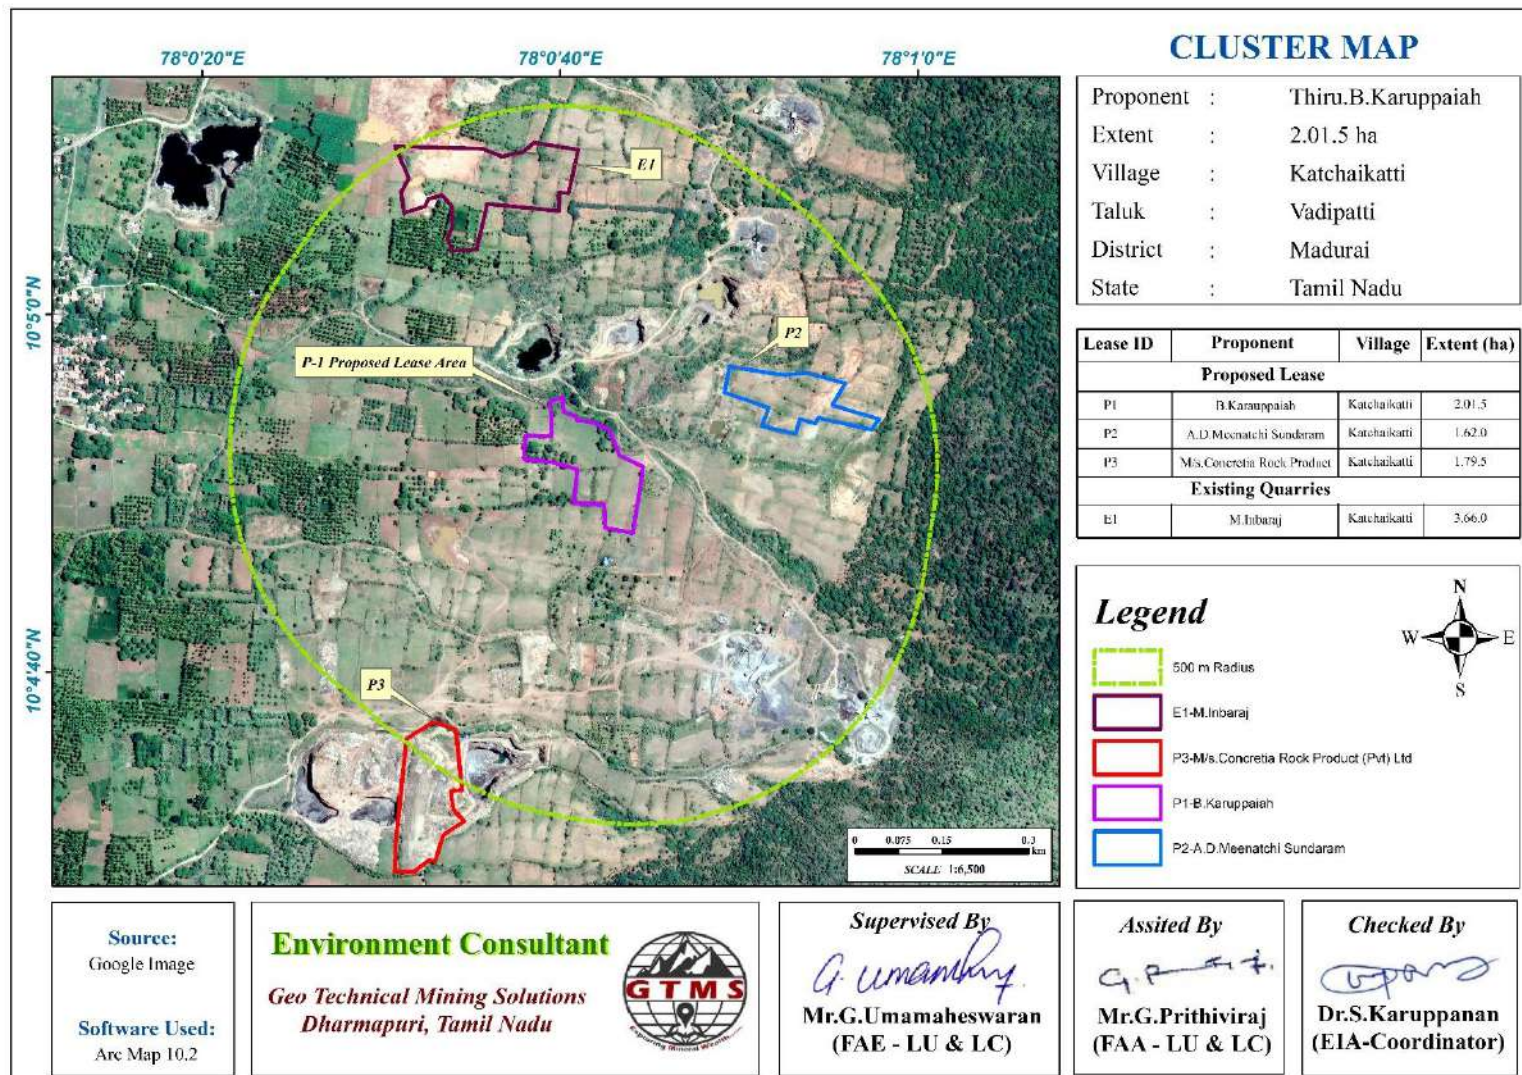 CLUSTER MAP
78°0'20"E
78°0'40"E
78°1'0"E
10°5'0"N
10°4'40"N
E1
P2
P-1 Proposed Lease Area
P3
0 0.075 0.15 0.3
km
SCALE 1:6,500
Proponent : Thiru.B.Karuppaiah
Extent : 2.01.5 ha
Village : Katchaikatti
Taluk : Vadipatti
District : Madurai
State : Tamil Nadu
Lease ID Proponent Village Extent (ha)
Proposed Lease
P1 B.Karauppaiah Katchaikatti 2.01.5
P2 A.D.Meenatchi Sundaram Katchaikatti 1.62.0
P3 M/s.Concretia Rock Product Katchaikatti 1.79.5
Existing Quarries
E1 M.Inbaraj Katchaikatti 3.66.0
Legend
N
W E
S
500 m Radius
E1-M.Inbaraj
P3-M/s.Concretia Rock Product (Pvt) Ltd
P1-B.Karuppaiah
P2-A.D.Meenatchi Sundaram
Source:
Google Image
Software Used:
Arc Map 10.2
Environment Consultant
Geo Technical Mining Solutions
Dharmapuri, Tamil Nadu
GTMS
Exploring Mineral Wealth
Supervised By
G. Umamhes
Mr.G.Umamaheswaran
(FAE - LU & LC)
Assited By
Mr.G.Prithiviraj
(FAA - LU & LC)
Checked By
Dr.S.Karuppanan
(EIA-Coordinator)